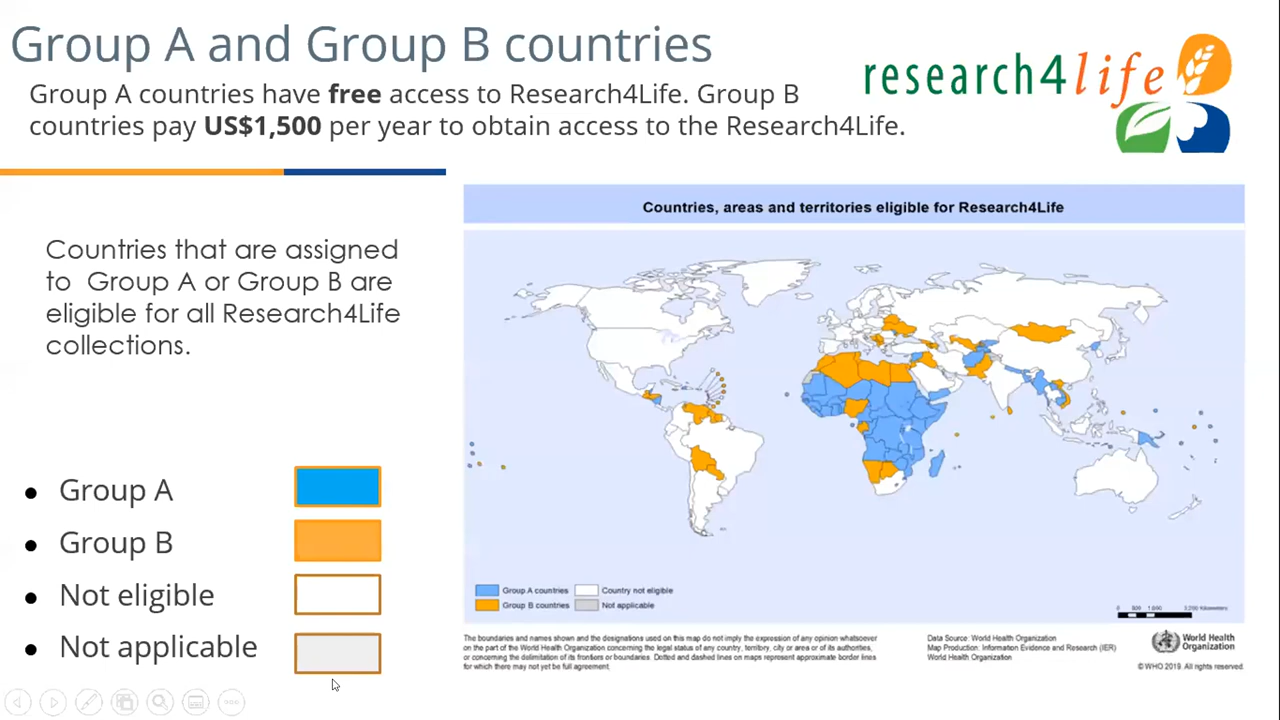 Group A and Group B countries
Group A countries have free access to Research4Life. Group B
countries pay US$1,500 per year to obtain access to the Research4Life.
research4life
Countries that are assigned
to Group A or Group B are
eligible for all Research4Life
collections.
Group A
Group B
Not eligible
Not applicable
Countries, areas and territories eligible for Research4Life
Group A countries
Country not eligible
Group B countries
Not applicable
The boundaries and names shown and the designations used on this map do not imply the expression of any opinion whatsoever
on the part of the World Health Organization concerning the legal status of any country, territory, city or area or of its authorities,
or concerning the delimitation of its frontiers or boundaries. Dotted and dashed lines on maps represent approximate border lines
for which there may not yet be full agreement.
Data Source: World Health Organization
Map Production: Information Evidence and Research (IER)
World Health Organization
World Health
Organization
© WHO 2019. All rights reserved.